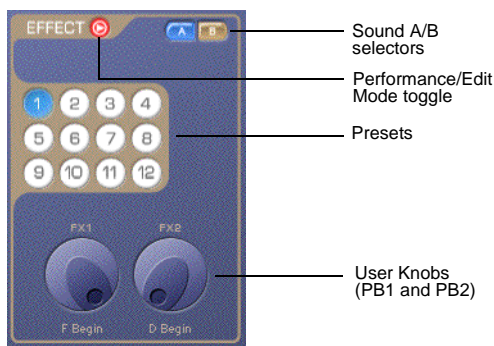 EFFECT
A B
Sound A/B
selectors
Performance/Edit
Mode toggle
1 2 3 4
Presets
5 6 7 8
9 10 11 12
FX1 FX2
User Knobs
(PB1 and PB2)
F Begin D Begin